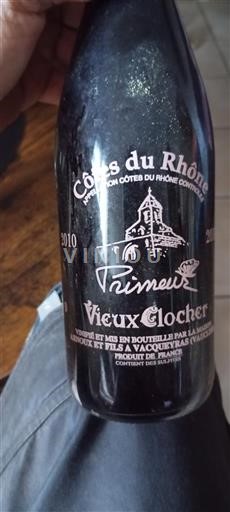 Côtes du Rhône
APPELLATION CÔTES DU RHÔNE CONTRÔLÉE
2010
VINOU
Primeur
Vieux Clocher
VINIFIÉ ET MIS EN BOUTEILLE PAR LA MAISON
ARNOUX ET FILS A VACQUEYRAS
PRODUIT DE FRANCE
CONTIENT DES SULFITES